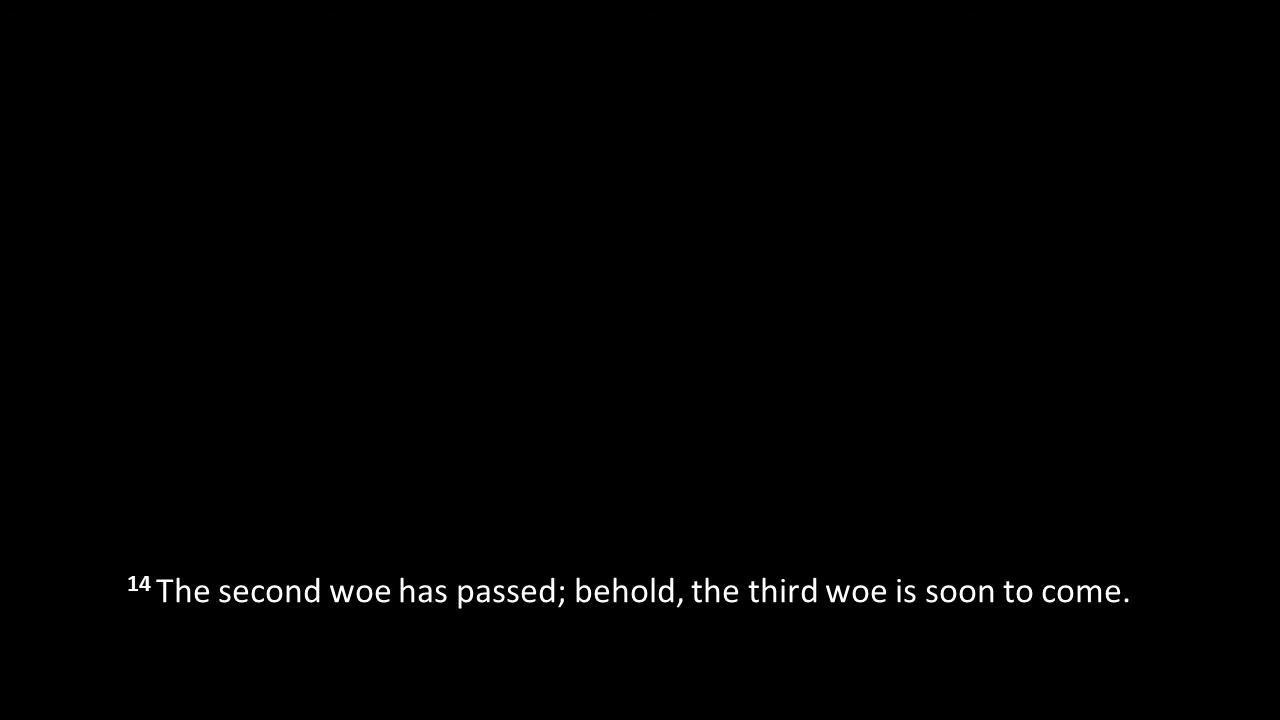 14 The second woe has passed; behold, the third woe is soon to come.